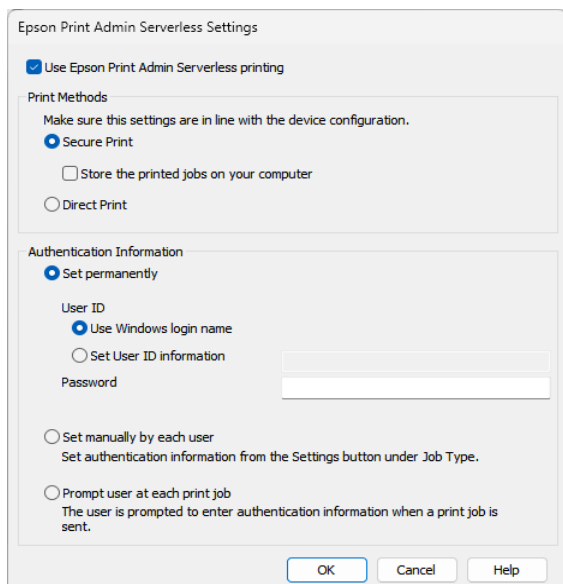 Epson Print Admin Serverless Settings
Use Epson Print Admin Serverless printing
Print Methods
Make sure this settings are in line with the device configuration.
Secure Print
Store the printed jobs on your computer
Direct Print
Authentication Information
Set permanently
User ID
Use Windows login name
Set User ID information
Password
Set manually by each user
Set authentication information from the Settings button under Job Type.
Prompt user at each print job
The user is prompted to enter authentication information when a print job is
sent.
OK Cancel Help